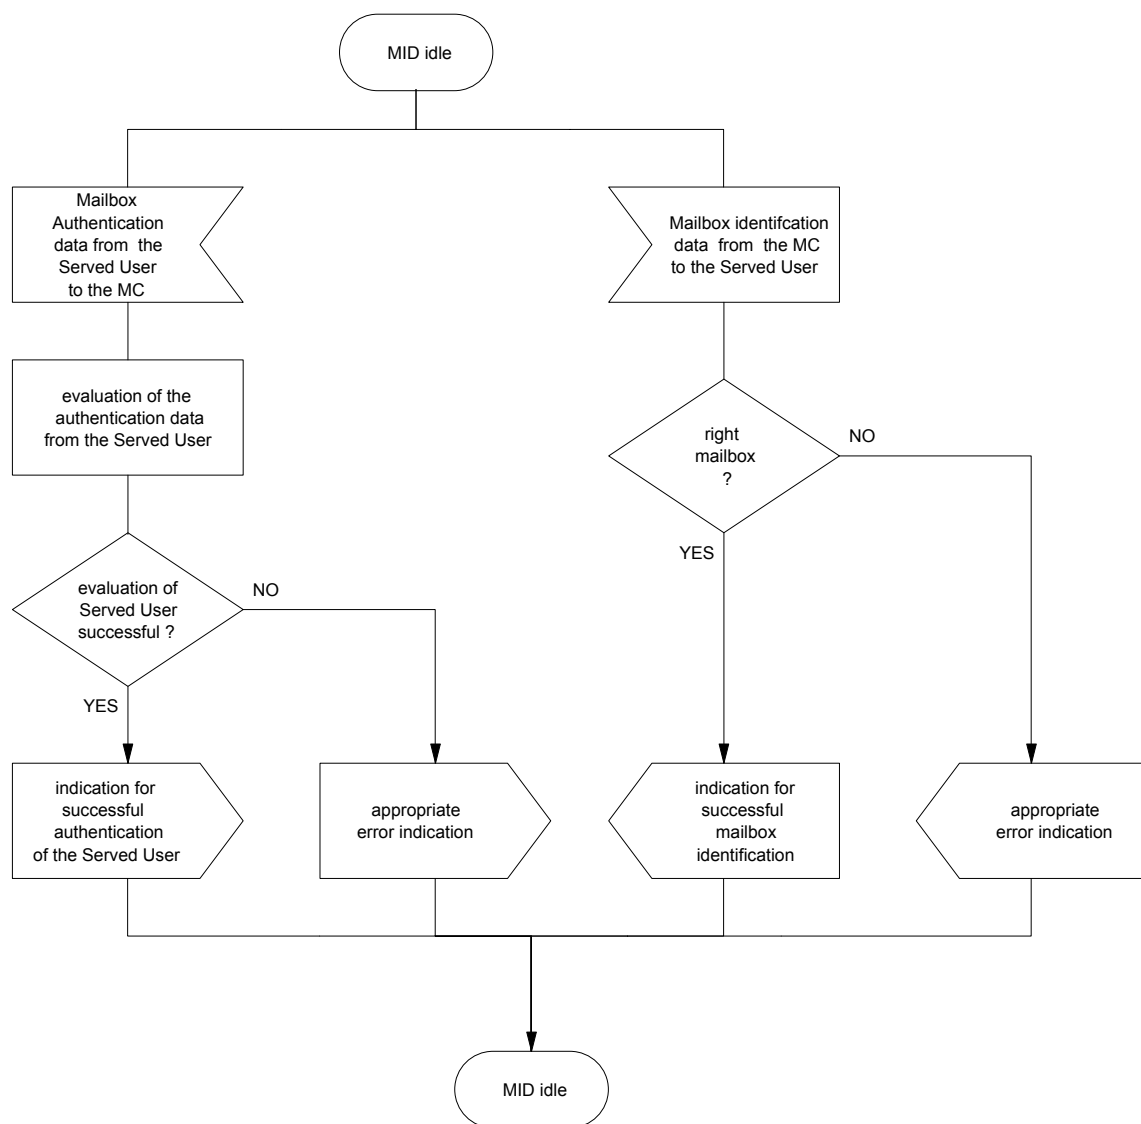 MID idle
Mailbox
Authentication
data from the
Served User
to the MC
Mailbox identifcation
data from the MC
to the Served User
evaluation of the
authentication data
from the Served User
right
mailbox
?
NO
YES
evaluation of
Served User
successful ?
NO
YES
indication for
successful
authentication
of the Served User
appropriate
error indication
indication for
successful
mailbox
identification
appropriate
error indication
MID idle